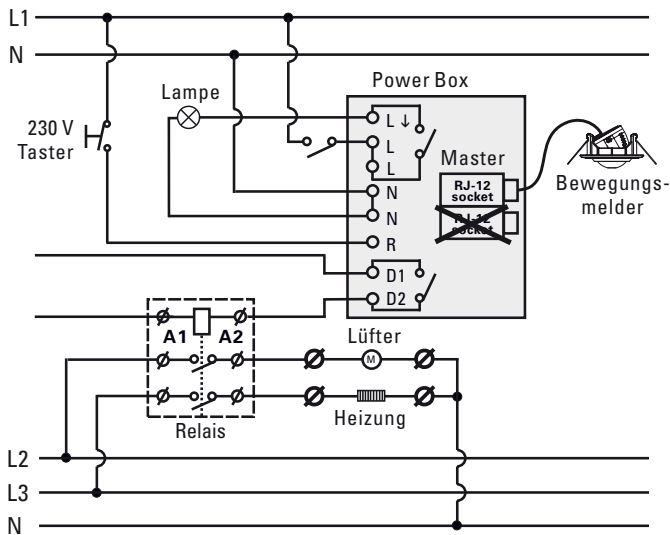 L1
N
Power Box
Lampe
230 V
Taster
L ↓
L
L
N
N
R
D1
D2
Master
RJ-12
socket
RJ-12
socket
Bewegungs-
melder
A1
A2
Relais
Lüfter
M
Heizung
L2
L3
N